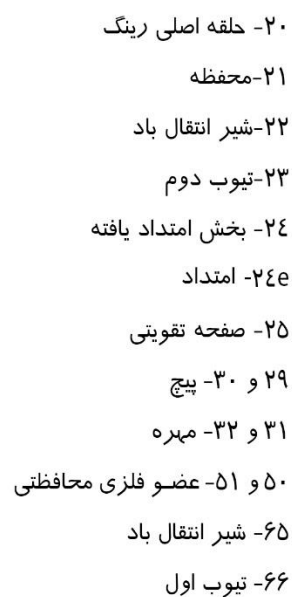 ۲۰- حلقه اصلی رینگ
۲۱-محفظه
۲۲-شیر انتقال باد
۲۳-تیوب دوم
۲٤- بخش امتداد یافته
۲٤e- امتداد
۲۵- صفحه تقویتی
۲۹ و ۳۰- پیچ
۳۱ و ۳۲- مهره
۵۰ و ۵۱- عضو فلزی محافظتی
۶۵- شیر انتقال باد
۶۶- تیوب اول